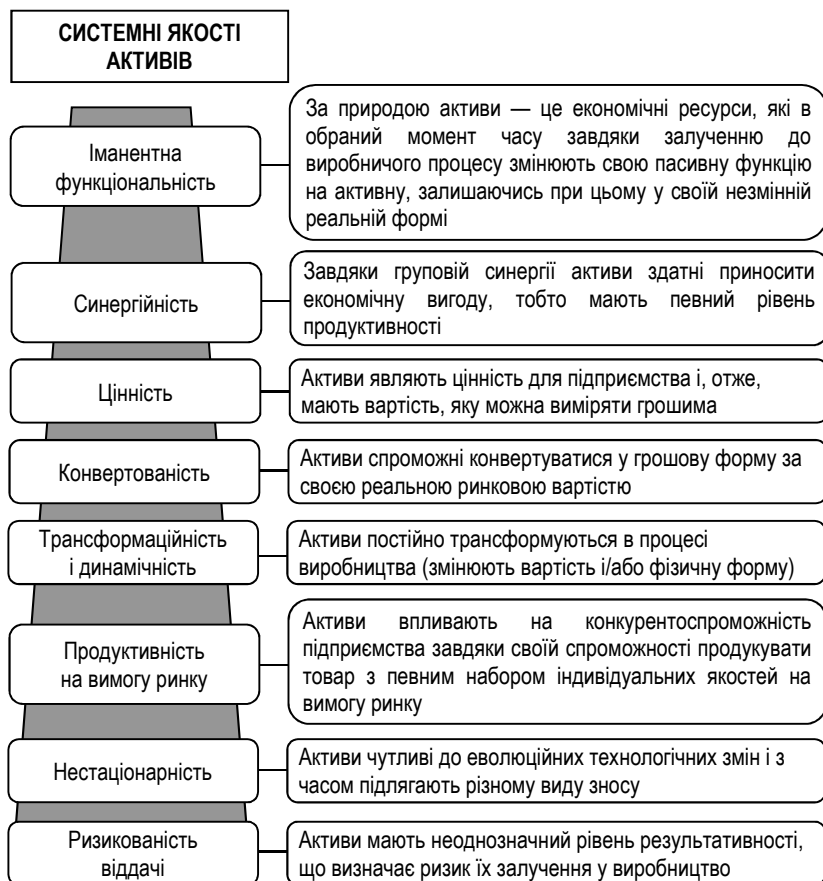 СИСТЕМНІ ЯКОСТІ
АКТИВІВ
Іманентна
функціональність
За природою активи — це економічні ресурси, які в
обраний момент часу завдяки залученню до
виробничого процесу змінюють свою пасивну функцію
на активну, залишаючись при цьому у своїй незмінній
реальній формі
Синергійність
Завдяки груповій синергії активи здатні приносити
економічну вигоду, тобто мають певний рівень
продуктивності
Цінність
Активи являють цінність для підприємства і, отже,
мають вартість, яку можна виміряти грошима
Конвертованість
Активи спроможні конвертуватися у грошову форму за
своєю реальною ринковою вартістю
Трансформаційність
і динамічність
Активи постійно трансформуються в процесі
виробництва (змінюють вартість і/або фізичну форму)
Продуктивність
на вимогу ринку
Активи впливають на конкурентоспроможність
підприємства завдяки своїй спроможності продукувати
товар з певним набором індивідуальних якостей на
вимогу ринку
Нестаціонарність
Активи чутливі до еволюційних технологічних змін і з
часом підлягають різному виду зносу
Ризикованість
віддачі
Активи мають неоднозначний рівень результативності,
що визначає ризик їх залучення у виробництво